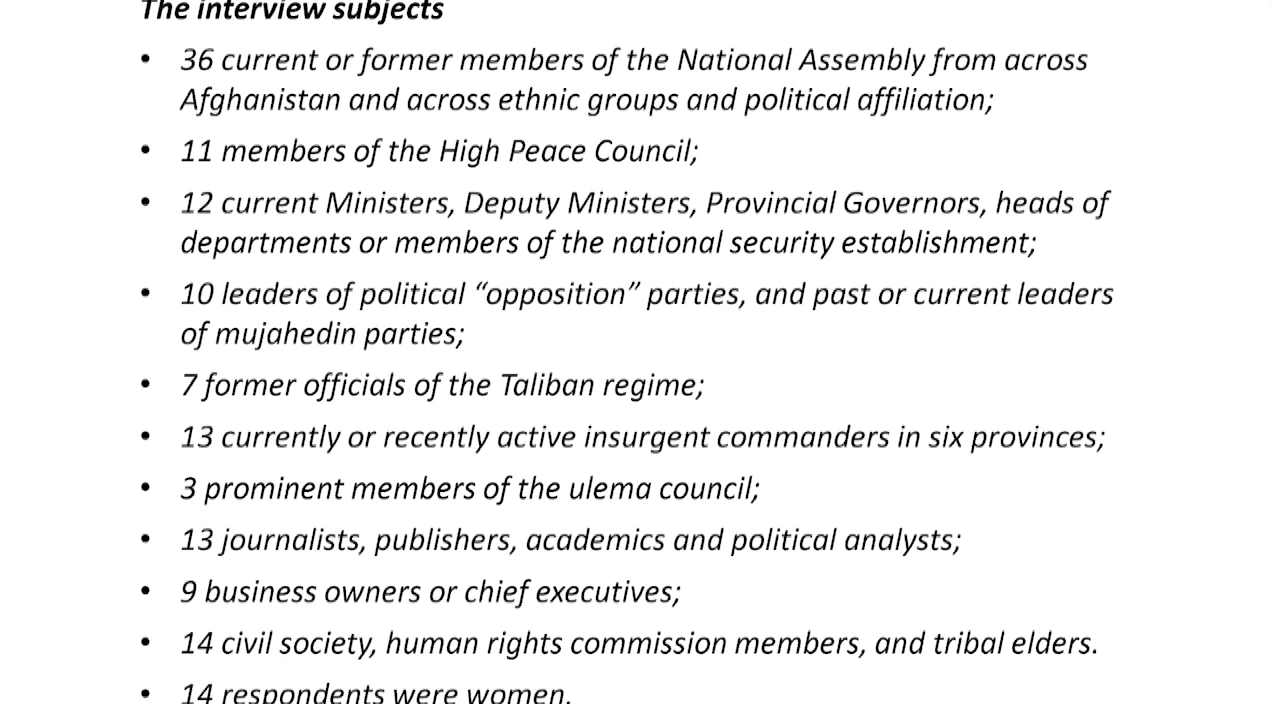 The interview subjects
• 36 current or former members of the National Assembly from across
Afghanistan and across ethnic groups and political affiliation;
• 11 members of the High Peace Council;
• 12 current Ministers, Deputy Ministers, Provincial Governors, heads of
departments or members of the national security establishment;
• 10 leaders of political “opposition” parties, and past or current leaders
of mujahedin parties;
• 7 former officials of the Taliban regime;
• 13 currently or recently active insurgent commanders in six provinces;
• 3 prominent members of the ulema council;
• 13 journalists, publishers, academics and political analysts;
• 9 business owners or chief executives;
• 14 civil society, human rights commission members, and tribal elders.
• 14 respondents were women.